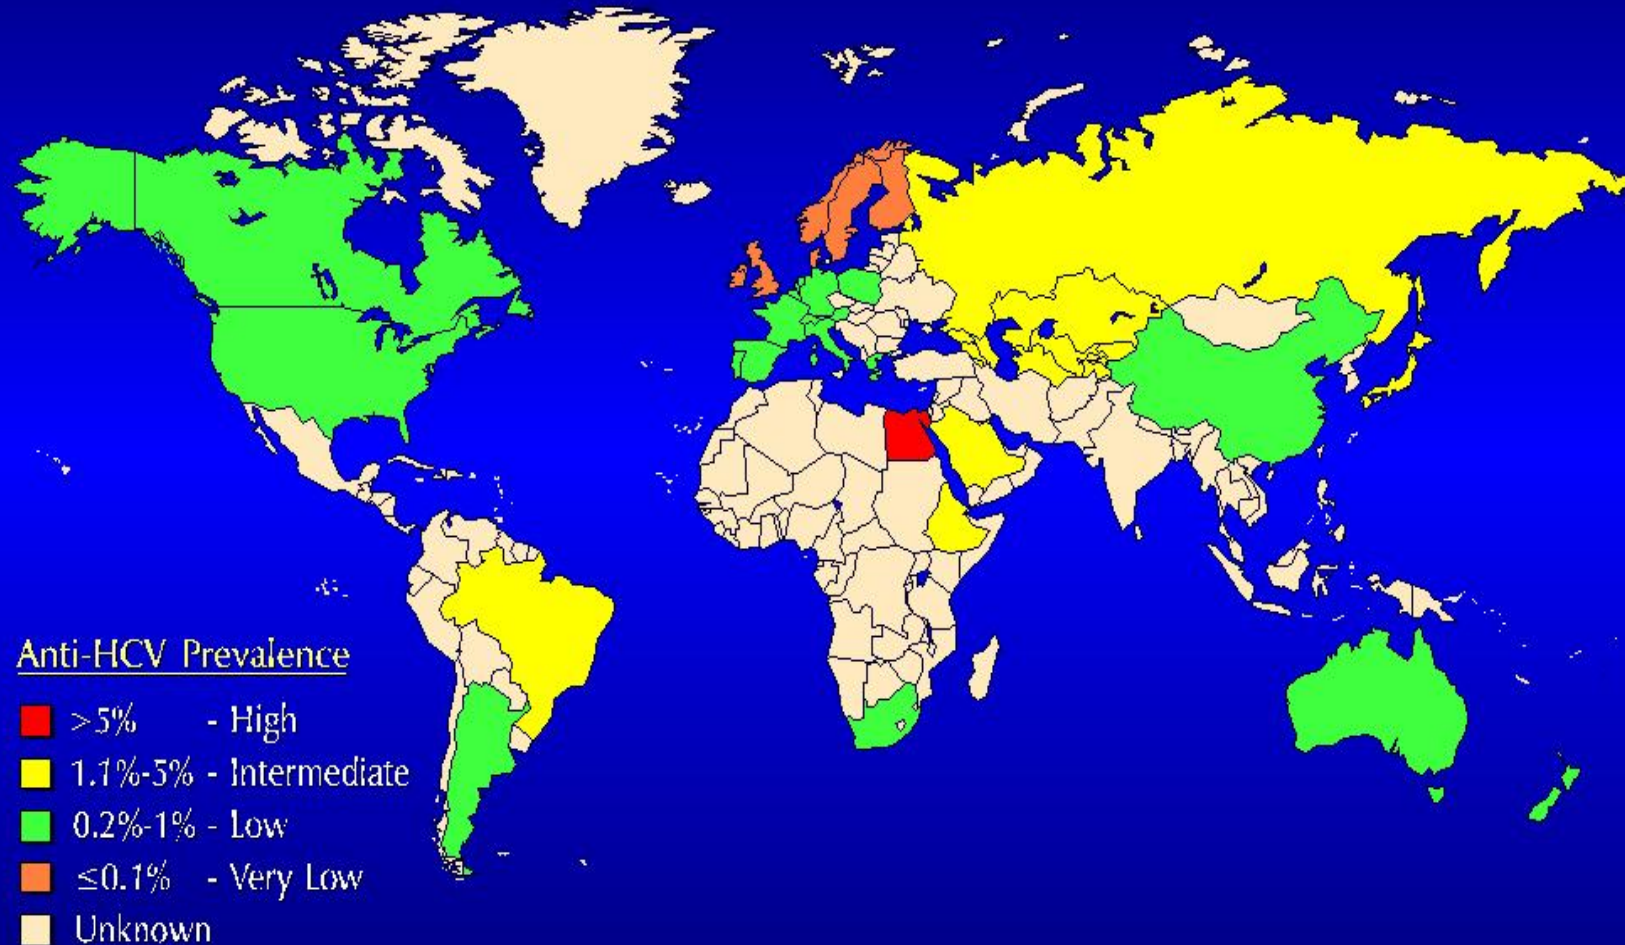 Anti-HCV Prevalence
>5% - High
1.1%-5% - Intermediate
0.2%-1% - Low
≤0.1% - Very Low
Unknown